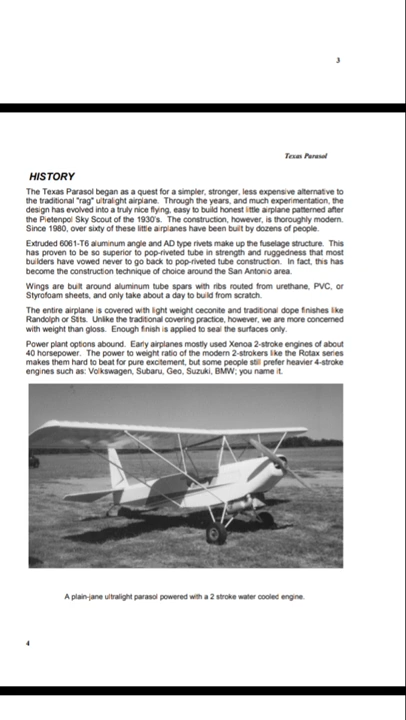 3
Texas Parasol
HISTORY
The Texas Parasol began as a quest for a simpler, stronger, less expensive alternative to
the traditional "rag" ultralight airplane. Through the years, and much experimentation, the
design has evolved into a truly nice flying, easy to build honest little airplane patterned after
the Pietenpol Sky Scout of the 1930's. The construction, however, is thoroughly modern.
Since 1980, over sixty of these little airplanes have been built by dozens of people.
Extruded 6061-T6 aluminum angle and AD type rivets make up the fuselage structure. This
has proven to be so superior to pop-riveted tube in strength and ruggedness that most
builders have vowed never to go back to pop-riveted tube construction. In fact, this has
become the construction technique of choice around the San Antonio area.
Wings are built around aluminum tube spars with ribs routed from urethane, PVC, or
Styrofoam sheets, and only take about a day to build from scratch.
The entire airplane is covered with light weight ceconite and traditional dope finishes like
Randolph or Stits. Unlike the traditional covering practice, however, we are more concerned
with weight than gloss. Enough finish is applied to seal the surfaces only.
Power plant options abound. Early airplanes mostly used Xenoa 2-stroke engines of about
40 horsepower. The power to weight ratio of the modern 2-strokers like the Rotax series
makes them hard to beat for pure excitement, but some people still prefer heavier 4-stroke
engines such as: Volkswagen, Subaru, Geo, Suzuki, BMW; you name it.
A plain-jane ultralight parasol powered with a 2 stroke water cooled engine.
4